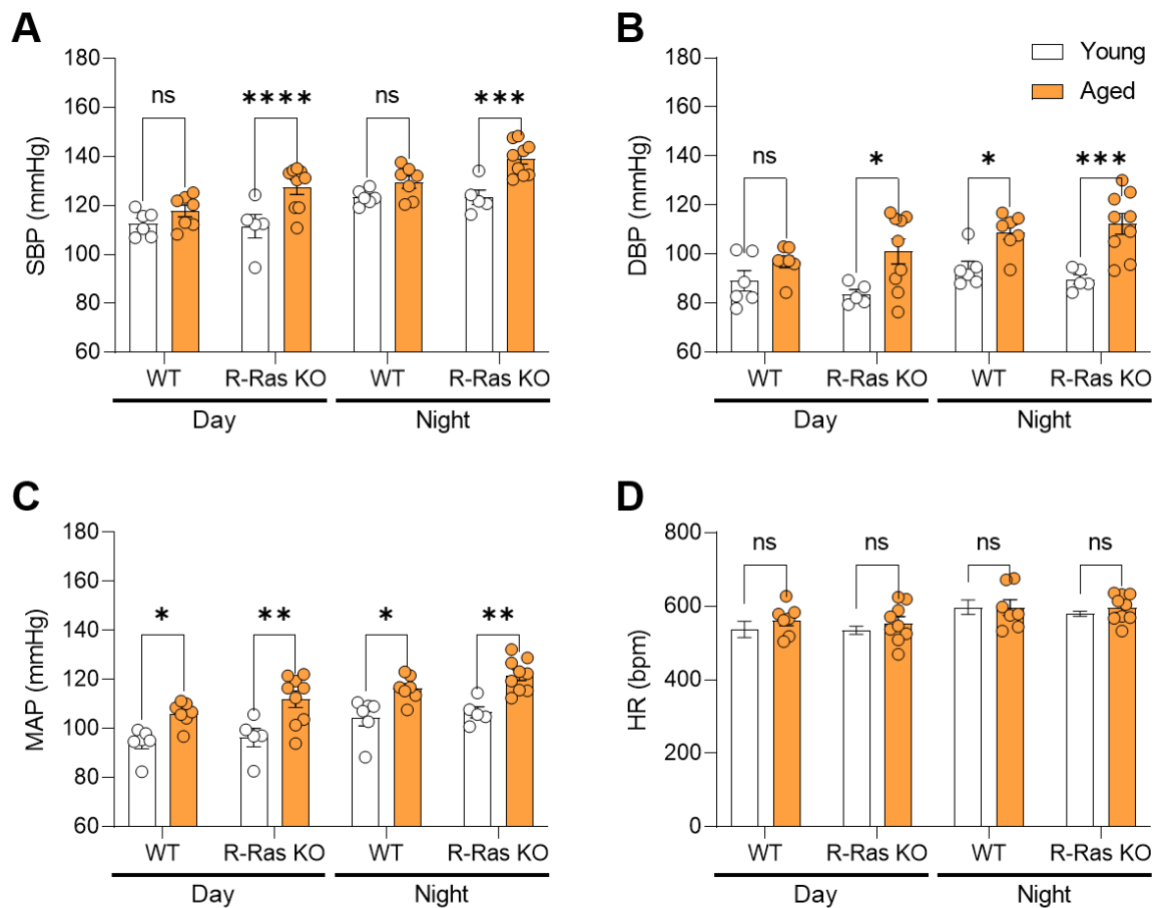 A
SBP (mmHg)
180
160
140
120
100
80
60
ns
****
ns
***
WT
R-Ras KO
WT
R-Ras KO
Day
Night
B
DBP (mmHg)
180
160
140
120
100
80
60
Young
Aged
ns
*
*
***
WT
R-Ras KO
WT
R-Ras KO
Day
Night
C
MAP (mmHg)
180
160
140
120
100
80
60
*
**
*
**
WT
R-Ras KO
WT
R-Ras KO
Day
Night
D
HR (bpm)
800
600
400
200
0
ns
ns
ns
ns
WT
R-Ras KO
WT
R-Ras KO
Day
Night